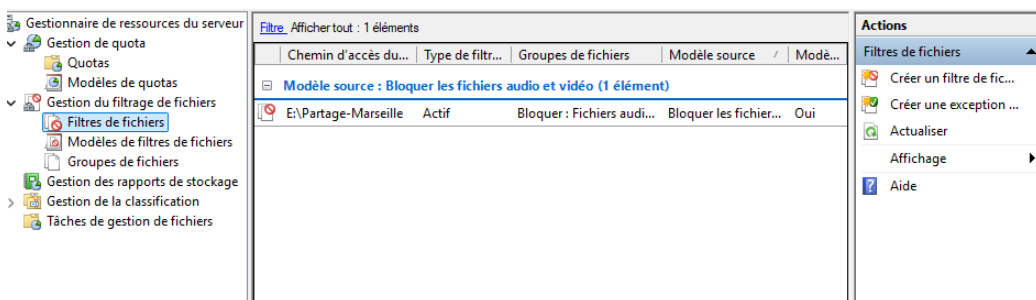 Gestionnaire de ressources du serveur
Gestion de quota
Quotas
Modèles de quotas
Gestion du filtrage de fichiers
Filtres de fichiers
Modèles de filtres de fichiers
Groupes de fichiers
Gestion des rapports de stockage
Gestion de la classification
Tâches de gestion de fichiers
Filtre Afficher tout : 1 éléments
Chemin d'accès du... Type de filtr... Groupes de fichiers Modèle source Modè...
Modèle source : Bloquer les fichiers audio et vidéo (1 élément)
E:\Partage-Marseille Actif Bloquer : Fichiers audi... Bloquer les fichier... Oui
Actions
Filtres de fichiers
Créer un filtre de fic...
Créer une exception ...
Actualiser
Affichage
Aide